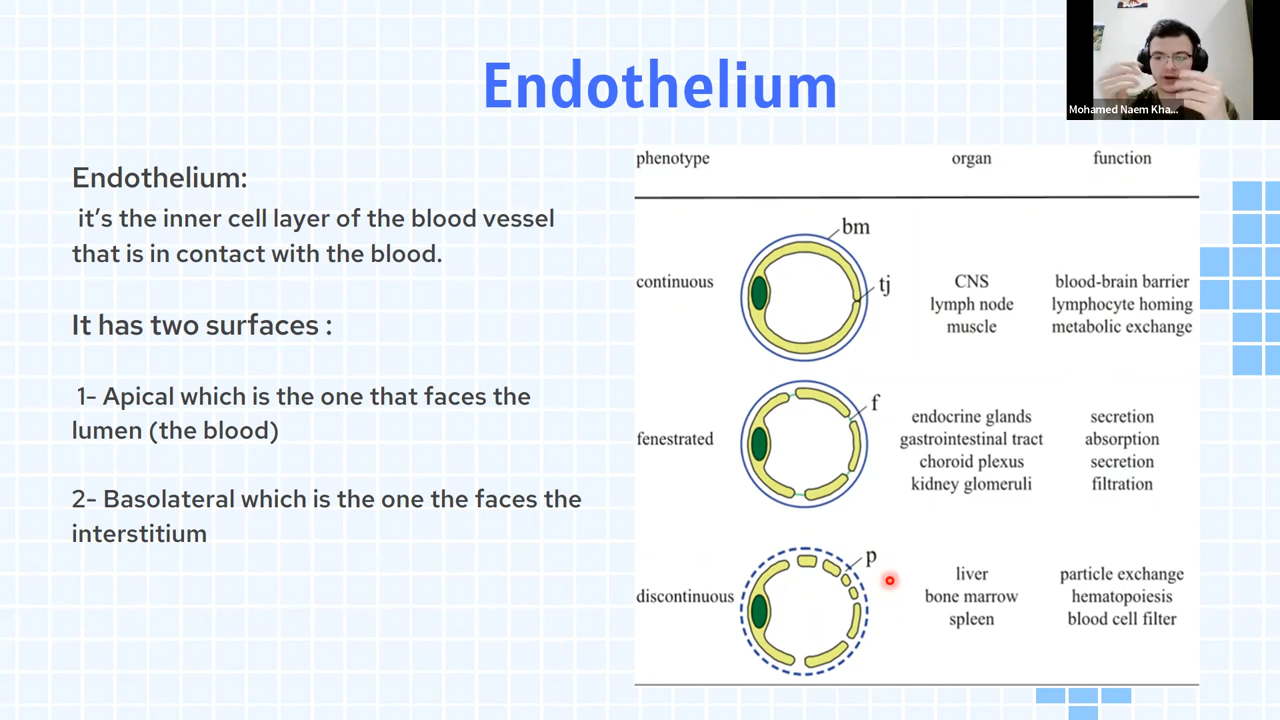 Endothelium
Mohamed Naem Kha...
Endothelium:
it's the inner cell layer of the blood vessel
that is in contact with the blood.
It has two surfaces :
1- Apical which is the one that faces the
lumen (the blood)
2- Basolateral which is the one the faces the
interstitium
phenotype organ function
bm
tj
continuous CNS blood-brain barrier
lymph node lymphocyte homing
muscle metabolic exchange
f
fenestrated endocrine glands secretion
gastrointestinal tract absorption
choroid plexus secretion
kidney glomeruli filtration
p
discontinuous liver particle exchange
bone marrow hematopoiesis
spleen blood cell filter